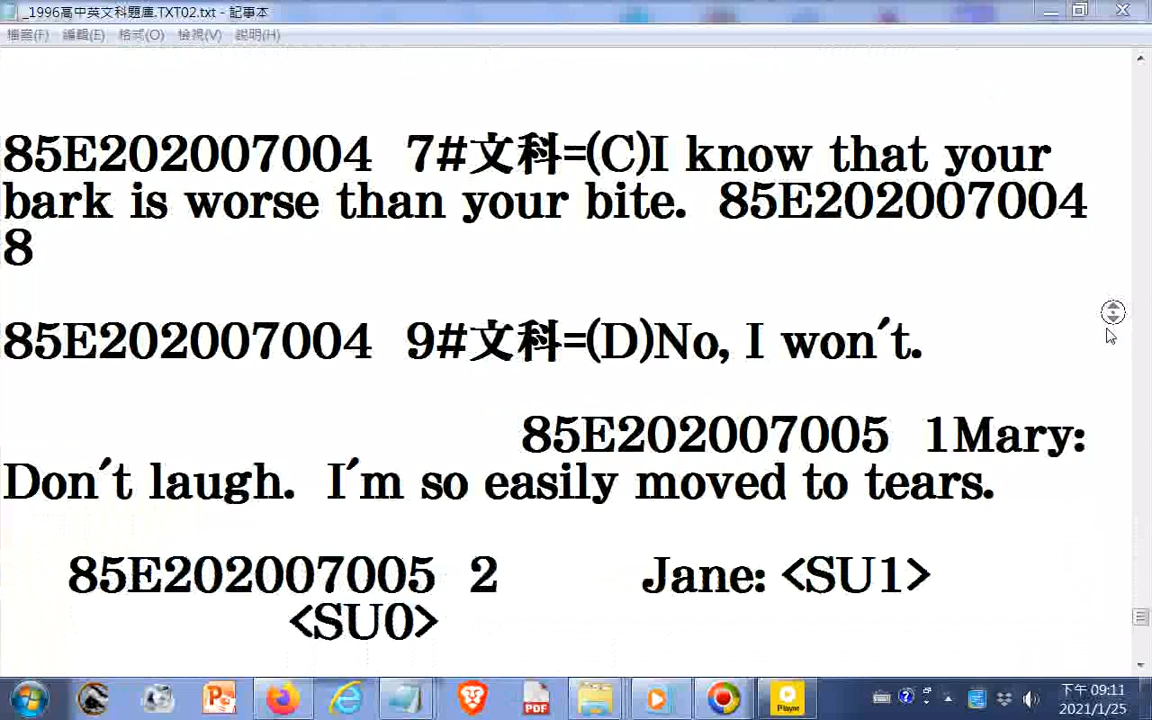 _1996高中英文科題庫.TXT02.txt - 記事本
檔案(F) 編輯(E) 格式(O) 檢視(V) 說明(H)
85E202007004 7#文科=(C)I know that your
bark is worse than your bite. 85E202007004
8
85E202007004 9#文科=(D)No, I won't.
85E202007005 1Mary:
Don't laugh. I'm so easily moved to tears.
85E202007005 2 Jane: <SU1>
<SU0>
PDF
Player
下午 09:11
2021/1/25